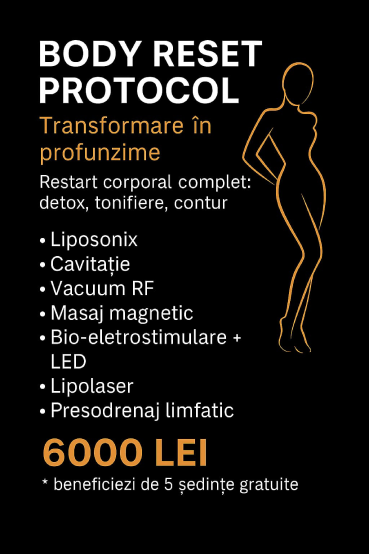 BODY RESET
PROTOCOL
Transformare în
profunzime
Restart corporal complet:
detox, tonifiere, contur
• Liposonix
• Cavitație
• Vacuum RF
• Masaj magnetic
• Bio-eletrostimulare +
LED
• Lipolaser
• Presodrenaj limfatic
6000 LEI
* beneficiezi de 5 ședințe gratuite